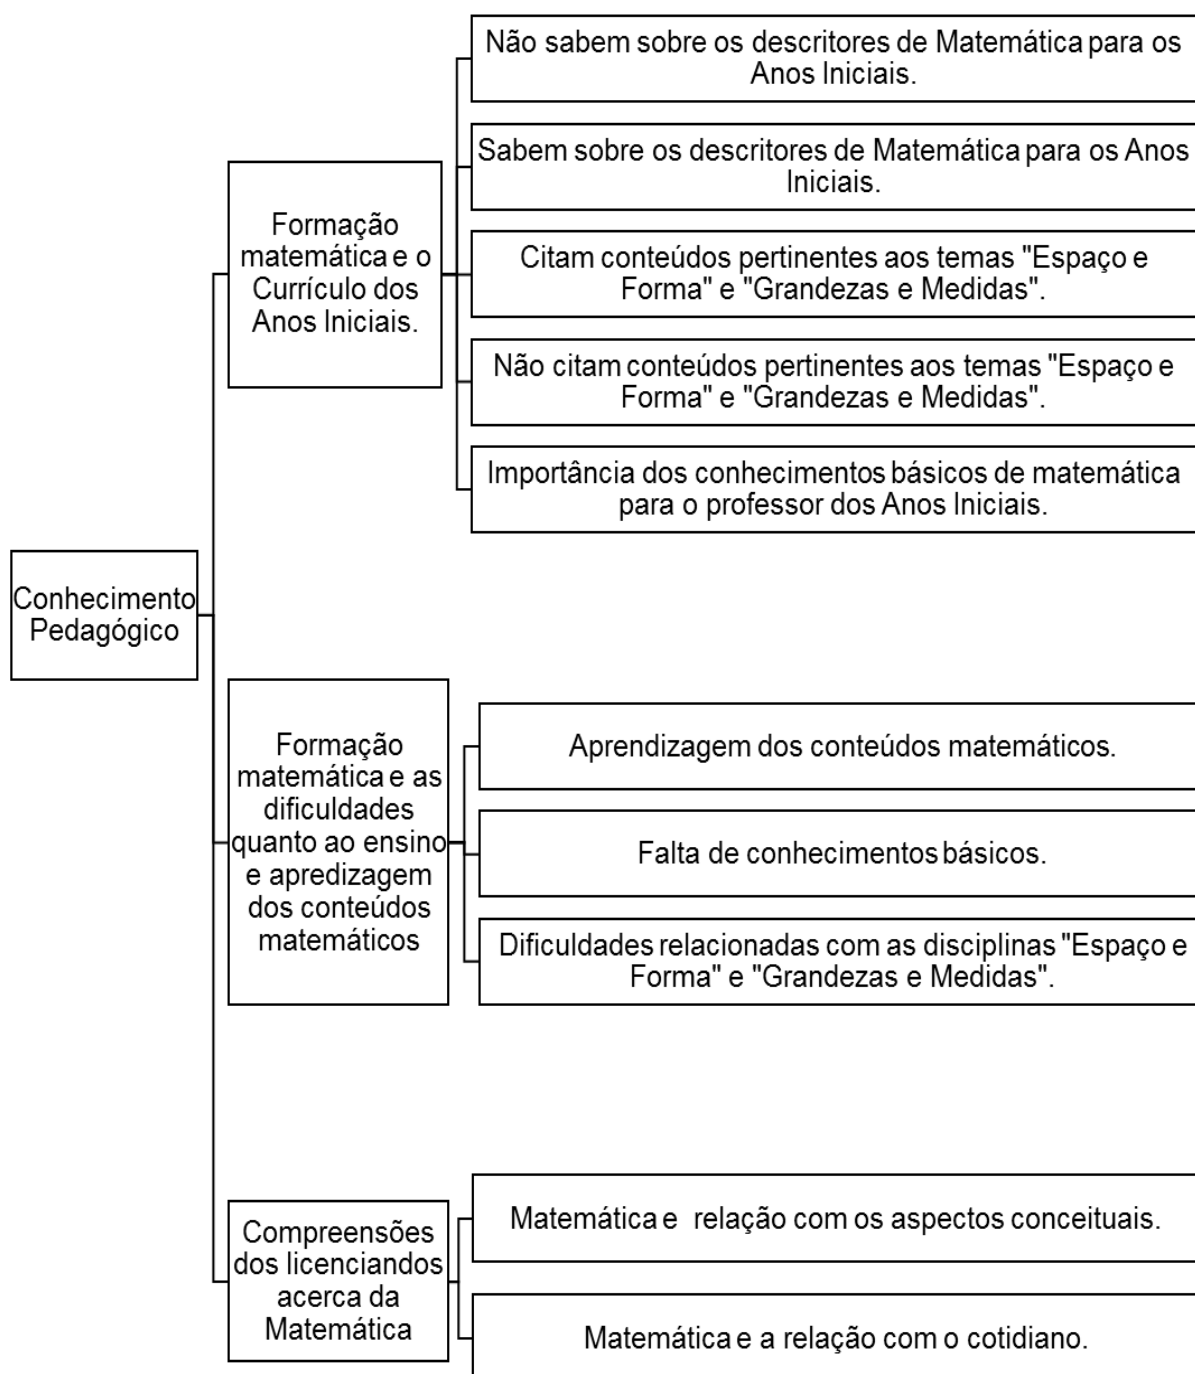 Não sabem sobre os descritores de Matemática para os
Anos Iniciais.
Sabem sobre os descritores de Matemática para os Anos
Iniciais.
Formação
matemática e o
Currículo dos
Anos Iniciais.
Citam conteúdos pertinentes aos temas "Espaço e
Forma" e "Grandezas e Medidas".
Não citam conteúdos pertinentes aos temas "Espaço e
Forma" e "Grandezas e Medidas".
Importância dos conhecimentos básicos de matemática
para o professor dos Anos Iniciais.
Conhecimento
Pedagógico
Formação
matemática e as
dificuldades
quanto ao ensino
e apredizagem
dos conteúdos
matemáticos
Aprendizagem dos conteúdos matemáticos.
Falta de conhecimentos básicos.
Dificuldades relacionadas com as disciplinas "Espaço e
Forma" e "Grandezas e Medidas".
Compreensões
dos licenciandos
acerca da
Matemática
Matemática e relação com os aspectos conceituais.
Matemática e a relação com o cotidiano.